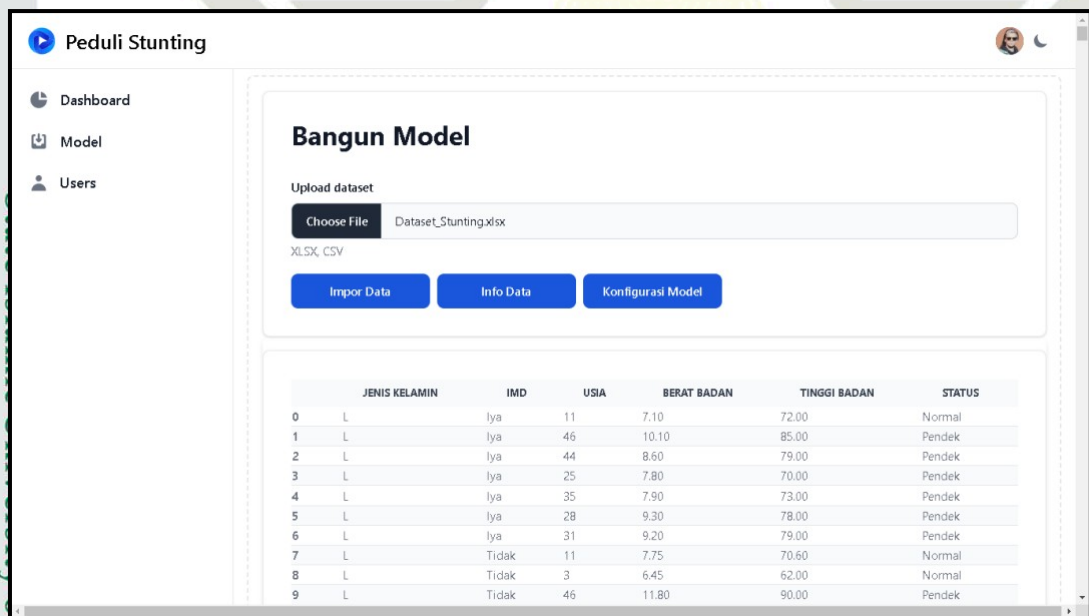 Peduli Stunting
Dashboard
Model
Users
Bangun Model
Upload dataset
Choose File Dataset_Stunting.xlsx
XLSX, CSV
Impor Data Info Data Konfigurasi Model
JENIS KELAMIN IMD USIA BERAT BADAN TINGGI BADAN STATUS
0 L Iya 11 7.10 72.00 Normal
1 L Iya 46 10.10 85.00 Pendek
2 L Iya 44 8.60 79.00 Pendek
3 L Iya 25 7.80 70.00 Pendek
4 L Iya 35 7.90 73.00 Pendek
5 L Iya 28 9.30 78.00 Pendek
6 L Iya 31 9.20 79.00 Pendek
7 L Tidak 11 7.75 70.60 Normal
8 L Tidak 3 6.45 62.00 Normal
9 L Tidak 46 11.80 90.00 Pendek